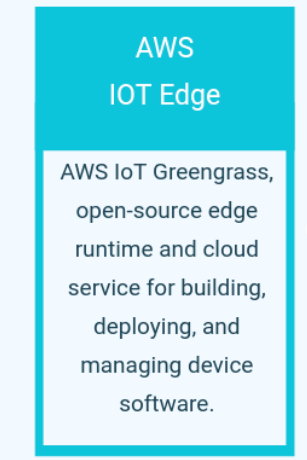 AWS
IOT Edge
AWS IoT Greengrass,
open-source edge
runtime and cloud
service for building,
deploying, and
managing device
software.